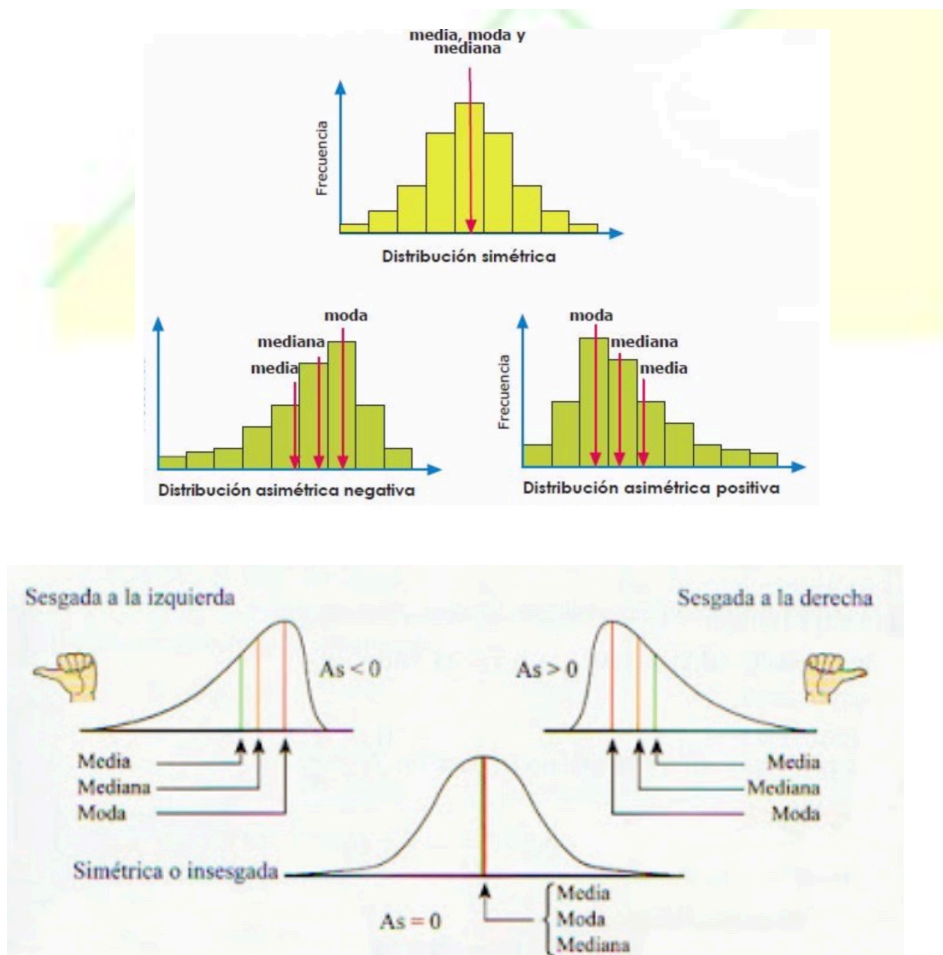 media, moda y
mediana
Frecuencia
Distribución simétrica
moda
mediana
media
Distribución asimétrica negativa
moda
mediana
media
Frecuencia
Distribución asimétrica positiva
Sesgada a la izquierda
As < 0
Media
Mediana
Moda
Sesgada a la derecha
As > 0
Media
Mediana
Moda
Simétrica o insesgada
As = 0
Media
Moda
Mediana